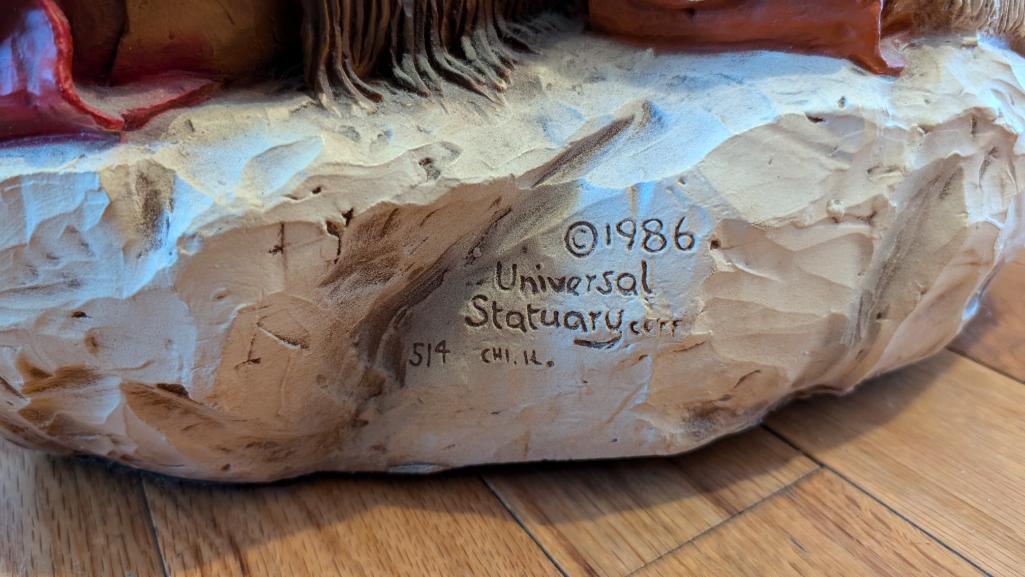 ©1986
Universal
Statuary corp
514 CHI. IL.